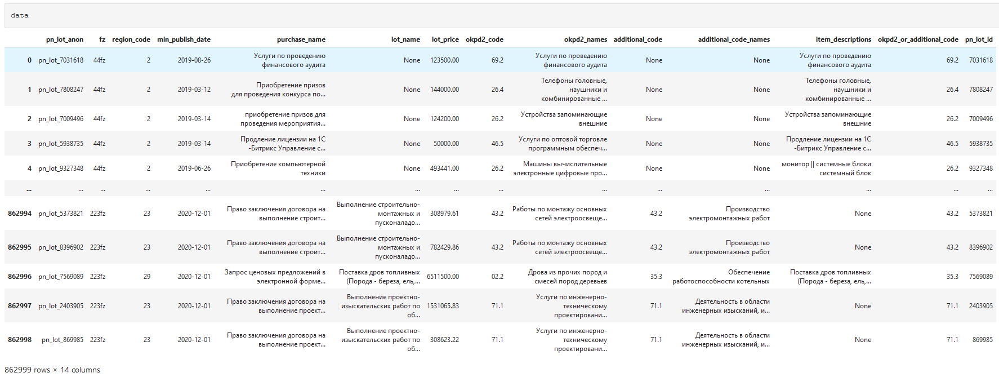 data
pn_lot_anon fz region_code min_publish_date purchase_name lot_name lot_price okpd2_code okpd2_names additional_code additional_code_names item_descriptions okpd2_or_additional_code pn_lot_id
Услуги по проведению Услуги по проведению Услуги по проведению
0 pn_lot_7031618 44fz 2 2019-08-26 None 123500.00 69.2 None None 69.2 7031618
финансового аудита финансового аудита финансового аудита
Телефоны головные, Телефоны головные,
Приобретение призов
1 pn_lot_7808247 44fz 2 2019-03-12 None 144000.00 26.4 наушники и None None наушники и 26.4 7808247
для проведения конкурса по...
комбинированные ... комбинированные ...
приобретение призов для Устройства запоминающие Устройства запоминающие
2 pn_lot_7009496 44fz 2 2019-03-14 None 124200.00 26.2 None None 26.2 7009496
проведения мероприятия... внешние внешние
Продление лицензии на 1С Услуги по оптовой торговле Продление лицензии на 1С
3 pn_lot_5938735 44fz 2 2019-03-14 None 50000.00 46.5 None None 46.5 5938735
-Битрикс Управление с... программным обеспеч... -Битрикс Управление с...
Приобретение компьютерной Машины вычислительные монитор || системные блоки
4 pn_lot_9327348 44fz 2 2019-06-26 None 493441.00 26.2 None None 26.2 9327348
техники электронные цифровые про... системный блок
... ... ... ... ... ... ... ... ... ... ... ... ... ... ...
Выполнение строительно-
Право заключения договора на Работы по монтажу основных Производство
862994 pn_lot_5373821 223fz 23 2020-12-01 монтажных и 308979.61 43.2 43.2 None 43.2 5373821
выполнение строит... сетей электроосвеще... электромонтажных работ
пусконаладо...
Выполнение строительно-
Право заключения договора на Работы по монтажу основных Производство
862995 pn_lot_8396902 223fz 23 2020-12-01 монтажных и 782429.86 43.2 43.2 None 43.2 8396902
выполнение строит... сетей электроосвеще... электромонтажных работ
пусконаладо...
Запрос ценовых предложений в Поставка дров топливных Дрова из прочих пород и Обеспечение Поставка дров топливных
862996 pn_lot_7569089 223fz 29 2020-12-01 6511500.00 02.2 35.3 35.3 7569089
электронной форме... (Порода - береза, ель,... смесей пород деревьев работоспособности котельных (Порода - береза, ель,...
Выполнение проектно- Услуги по инженерно-
Право заключения договора на Деятельность в области
862997 pn_lot_2403905 223fz 23 2020-12-01 изыскательских работ по 1531065.83 71.1 техническому 71.1 None 71.1 2403905
выполнение проект... инженерных изысканий, и...
об... проектировани...
Выполнение проектно- Услуги по инженерно-
Право заключения договора на Деятельность в области
862998 pn_lot_869985 223fz 23 2020-12-01 изыскательских работ по 308623.22 71.1 техническому 71.1 None 71.1 869985
выполнение проект... инженерных изысканий, и...
об... проектировани...
862999 rows × 14 columns